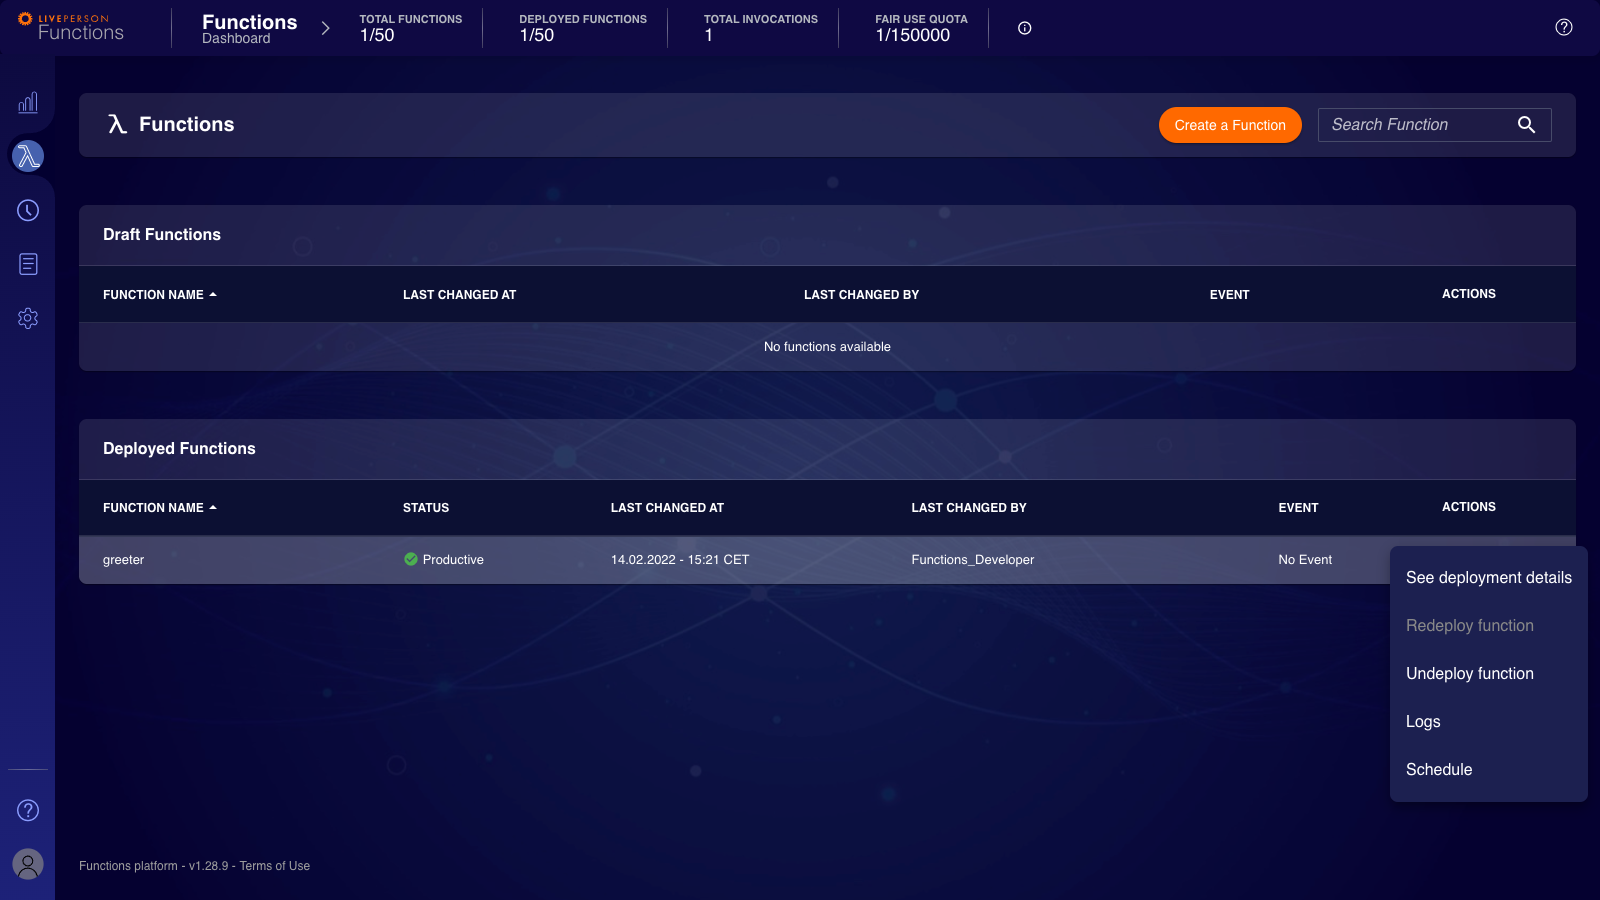 LIVEPERSON
Functions
Functions
Dashboard
TOTAL FUNCTIONS
1/50
DEPLOYED FUNCTIONS
1/50
TOTAL INVOCATIONS
1
FAIR USE QUOTA
1/150000
Functions
Create a Function
Search Function
Draft Functions
FUNCTION NAME LAST CHANGED AT LAST CHANGED BY EVENT ACTIONS
No functions available
Deployed Functions
FUNCTION NAME STATUS LAST CHANGED AT LAST CHANGED BY EVENT ACTIONS
greeter Productive 14.02.2022 - 15:21 CET Functions_Developer No Event
See deployment details
Redeploy function
Undeploy function
Logs
Schedule
Functions platform - v1.28.9 - Terms of Use